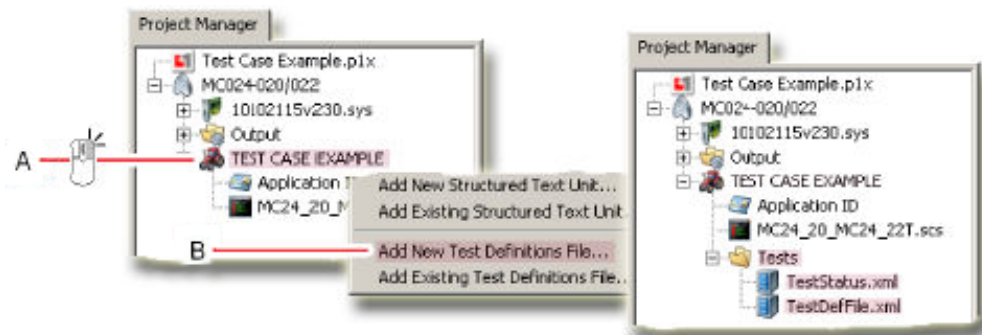 Project Manager
Test Case Example.p1x
MC024-020/022
10102115v230.sys
Output
A
TEST CASE EXAMPLE
Application
MC24_20_M
Add New Structured Text Unit...
Add Existing Structured Text Unit
B
Add New Test Definitions File...
Add Existing Test Definitions File..
Project Manager
Test Case Example.p1x
MC024-020/022
10102115v230.sys
Output
TEST CASE EXAMPLE
Application ID
MC24_20_MC24_22T.scs
Tests
TestStatus.xml
TestDefFile.xml